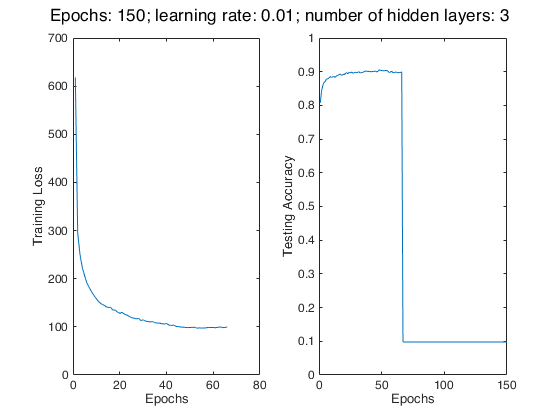 Epochs: 150; learning rate: 0.01; number of hidden layers: 3
Training Loss
700
600
500
400
300
200
100
0
0 20 40 60 80
Epochs
Testing Accuracy
1
0.9
0.8
0.7
0.6
0.5
0.4
0.3
0.2
0.1
0
0 50 100 150
Epochs